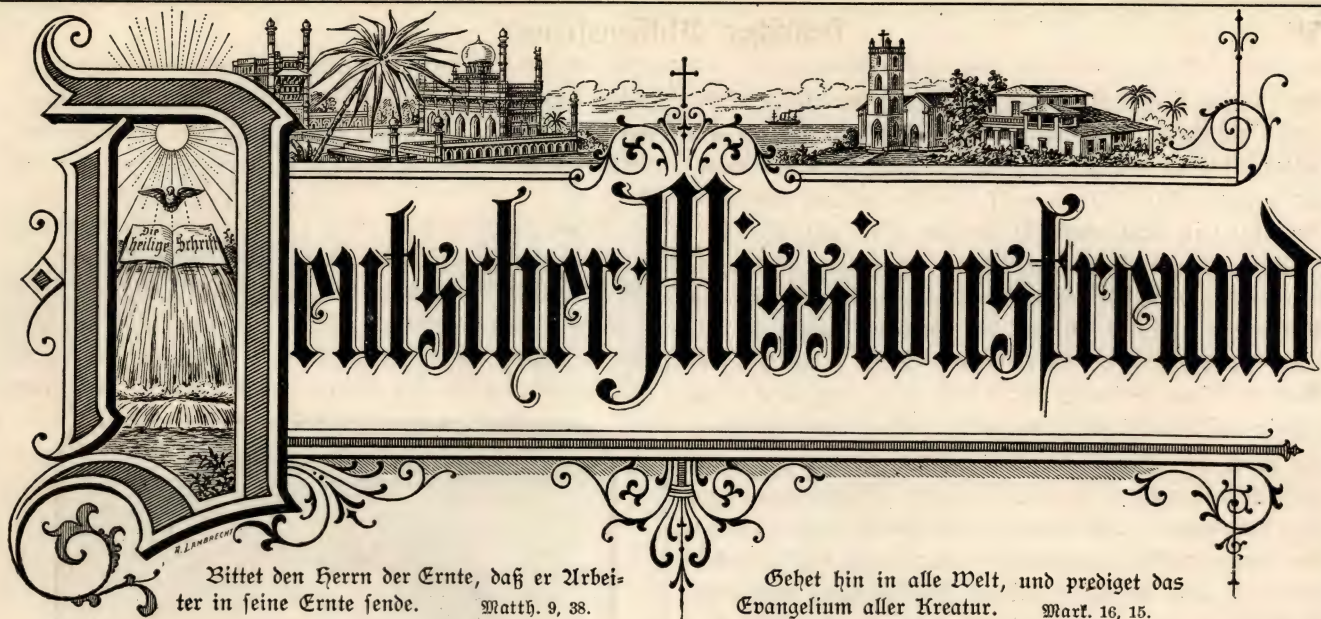 Die
heilige Schrift
Deutscher Missionsfreund
A. LAMBRECHT
Bittet den Herrn der Ernte, daß er Arbei-
ter in seine Ernte sende. Matth. 9, 38.
Gehet hin in alle Welt, und prediget das
Evangelium aller Kreatur. Mark. 16, 15.